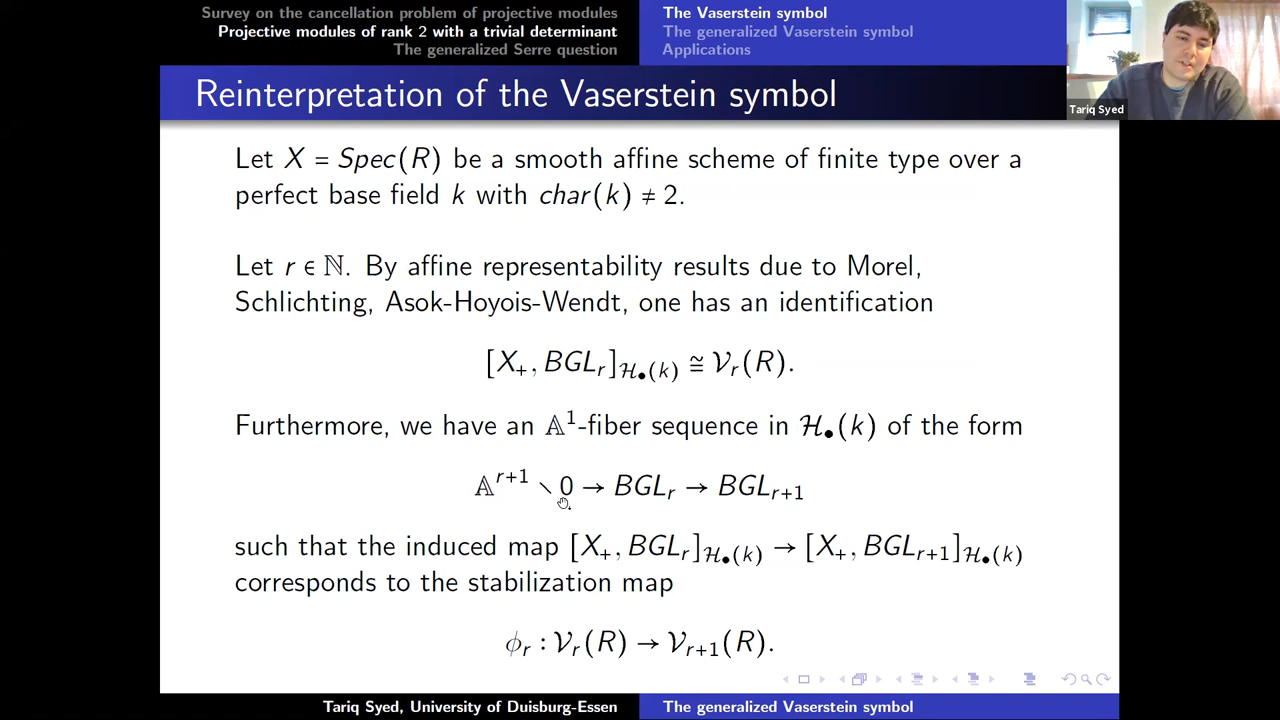 Survey on the cancellation problem of projective modules
Projective modules of rank 2 with a trivial determinant
The generalized Serre question
The Vaserstein symbol
The generalized Vaserstein symbol
Applications
Tariq Syed
Reinterpretation of the Vaserstein symbol
Let X = Spec(R) be a smooth affine scheme of finite type over a
perfect base field k with char(k) ≠ 2.
Let r ∈ ℕ. By affine representability results due to Morel,
Schlichting, Asok-Hoyois-Wendt, one has an identification
[X₊, BGLᵣ]_{ℋ•(k)} ≅ 𝒱ᵣ(R).
Furthermore, we have an 𝔸¹-fiber sequence in ℋ•(k) of the form
𝔸^{r+1} ∖ 0 → BGLᵣ → BGL_{r+1}
such that the induced map [X₊, BGLᵣ]_{ℋ•(k)} → [X₊, BGL_{r+1}]_{ℋ•(k)}
corresponds to the stabilization map
ϕᵣ : 𝒱ᵣ(R) → 𝒱_{r+1}(R).
Tariq Syed, University of Duisburg-Essen
The generalized Vaserstein symbol